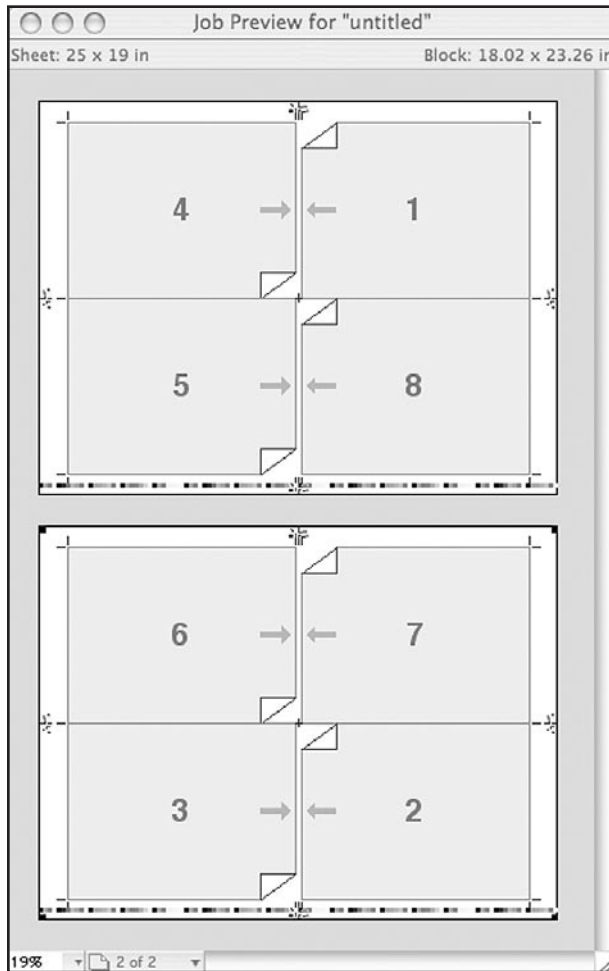 Job Preview for "untitled"
Sheet: 25 x 19 in Block: 18.02 x 23.26 in
4 1
5 8
6 7
3 2
19% 2 of 2